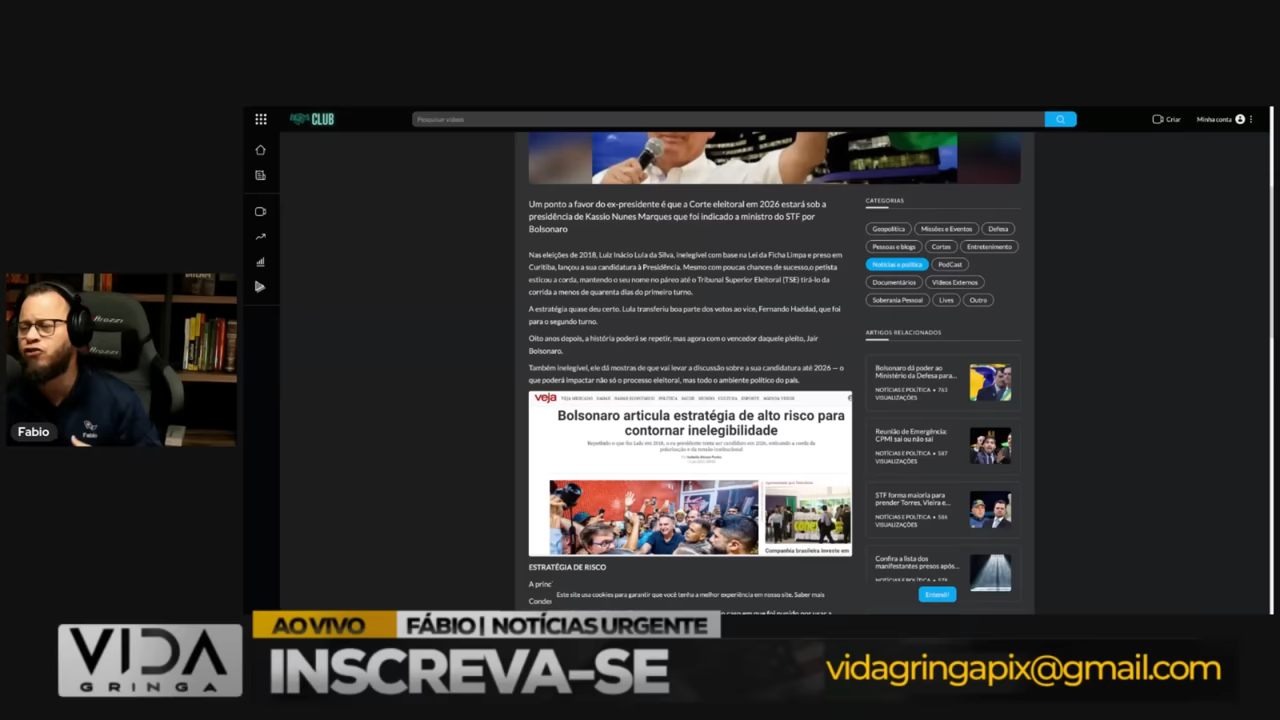 CLUB
Pesquisar vídeos
Criar
Minha conta
Um ponto a favor do ex-presidente é que a Corte eleitoral em 2026 estará sob a
presidência de Kassio Nunes Marques que foi indicado a ministro do STF por
Bolsonaro
Nas eleições de 2018, Luiz Inácio Lula da Silva, inelegível com base na Lei da Ficha Limpa e preso em
Curitiba, lançou a sua candidatura à Presidência. Mesmo com poucas chances de sucesso,o petista
esticou a corda, mantendo o seu nome no páreo até o Tribunal Superior Eleitoral (TSE) tirá-lo da
corrida a menos de quarenta dias do primeiro turno.
A estratégia quase deu certo. Lula transferiu boa parte dos votos ao vice, Fernando Haddad, que foi
para o segundo turno.
Oito anos depois, a história poderá se repetir, mas agora com o vencedor daquele pleito, Jair
Bolsonaro.
Também inelegível, ele dá mostras de que vai levar a discussão sobre a sua candidatura até 2026 — o
que poderá impactar não só o processo eleitoral, mas todo o ambiente político do país.
veja
Bolsonaro articula estratégia de alto risco para
contornar inelegibilidade
Companhia brasileira investe em
ESTRATÉGIA DE RISCO
A princ
Conde
Este site usa cookies para garantir que você tenha a melhor experiência em nosso site, Saber mais
Entendi!
CATEGORIAS
Geopolítica
Missões e Eventos
Defesa
Pessoas e blogs
Cortes
Entretenimento
Notícias e política
PodCast
Documentários
Vídeos Externos
Soberania Pessoal
Lives
Outro
ARTIGOS RELACIONADOS
Bolsonaro dá poder ao
Ministério da Defesa para...
NOTÍCIAS E POLÍTICA • 763
VISUALIZAÇÕES
Reunião de Emergência:
CPMI sai ou não sai
NOTÍCIAS E POLÍTICA • 587
VISUALIZAÇÕES
STF forma maioria para
prender Torres, Vieira e...
NOTÍCIAS E POLÍTICA • 586
VISUALIZAÇÕES
Confira a lista dos
manifestantes presos após...
Fabio
AO VIVO
FÁBIO | NOTÍCIAS URGENTE
VIDA
GRINGA
INSCREVA-SE
vidagringapix@gmail.com